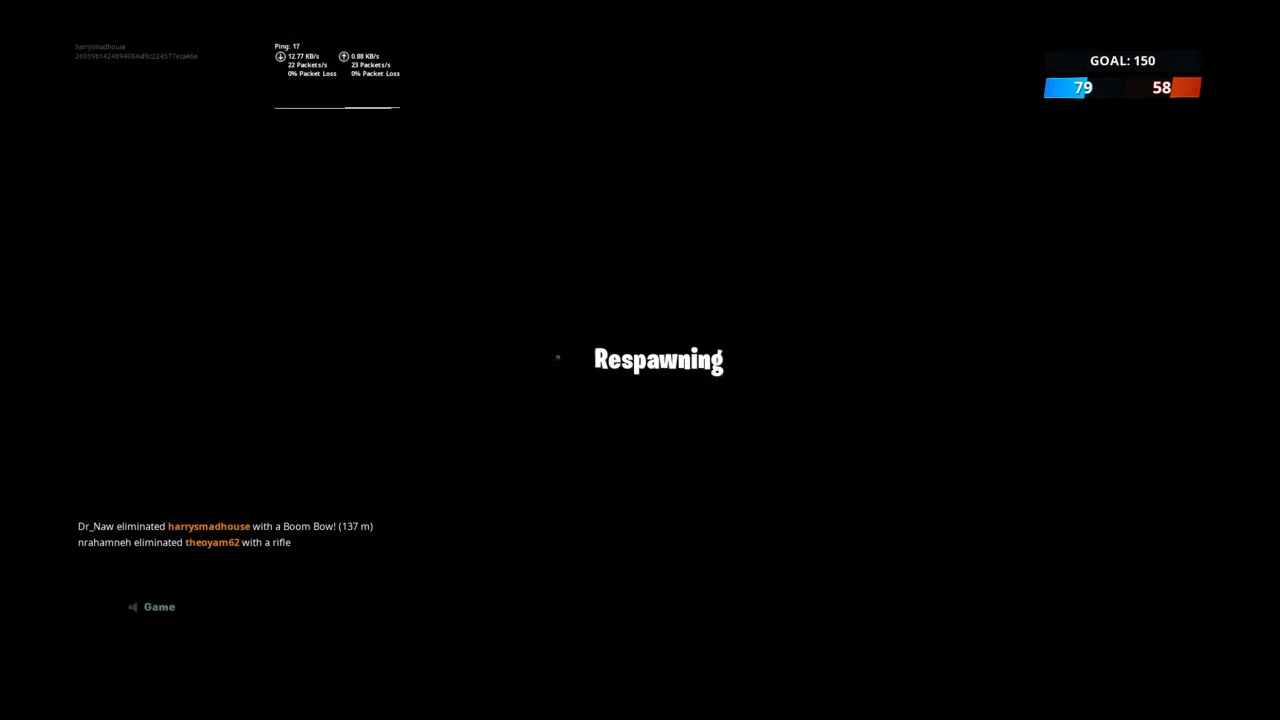 harrysmadhouse
Ping: 17
12.77 KB/s 0.88 KB/s
22 Packets/s 23 Packets/s
0% Packet Loss 0% Packet Loss
GOAL: 150
79 58
Respawning
Dr_Naw eliminated harrysmadhouse with a Boom Bow! (137 m)
nrahamneh eliminated theoyam62 with a rifle
Game